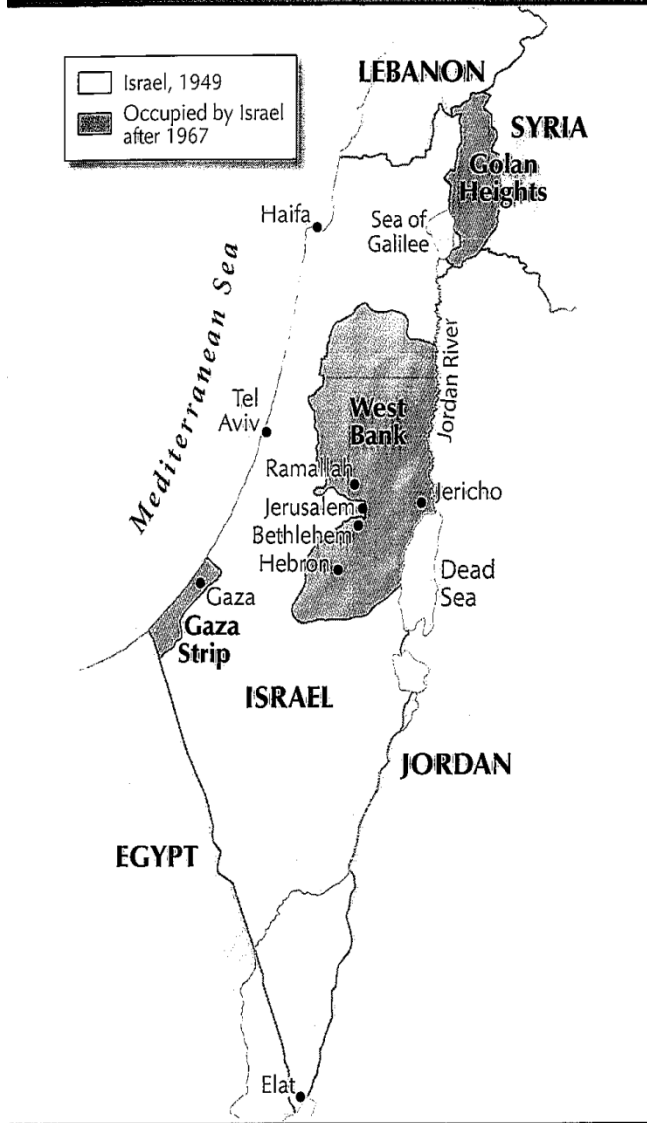 Israel, 1949
Occupied by Israel
after 1967
LEBANON
SYRIA
Golan
Heights
Haifa
Sea of
Galilee
Mediterranean Sea
Jordan River
Tel
Aviv
West
Bank
Ramallah
Jericho
Jerusalem
Bethlehem
Hebron
Dead
Sea
Gaza
Gaza
Strip
ISRAEL
JORDAN
EGYPT
Elat